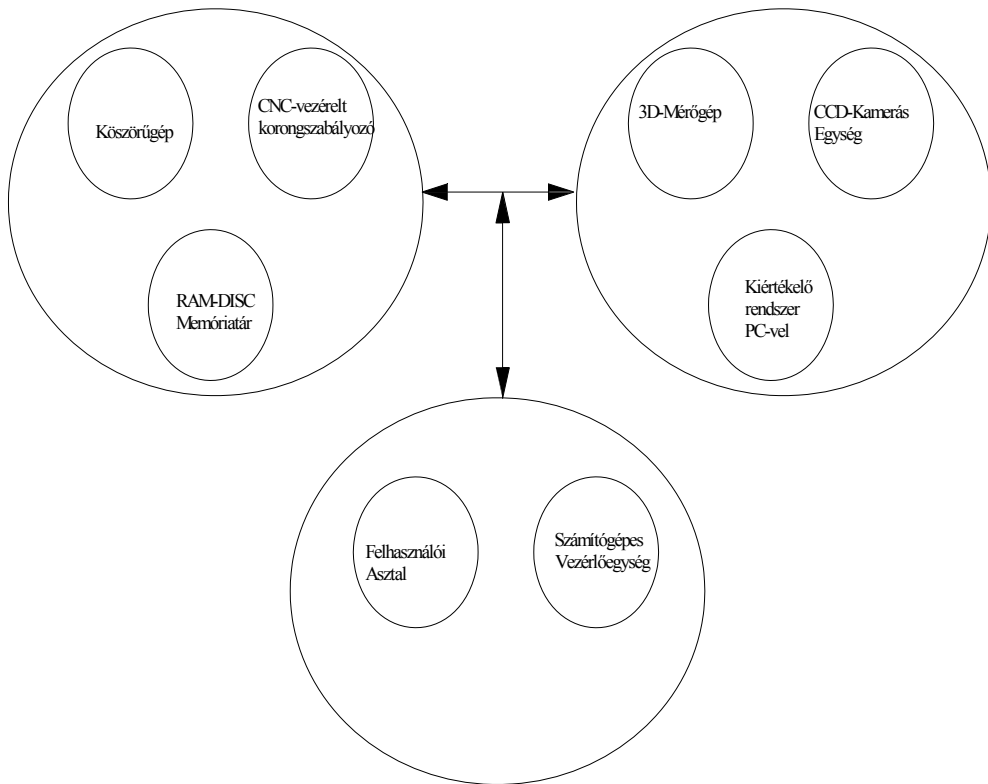 Köszörűgép
CNC-vezérelt
korongszabályozó
RAM-DISC
Memóriatár
3D-Mérőgép
CCD-Kamerás
Egység
Kiértékelő
rendszer
PC-vel
Felhasználói
Asztal
Számítógépes
Vezérlőegység